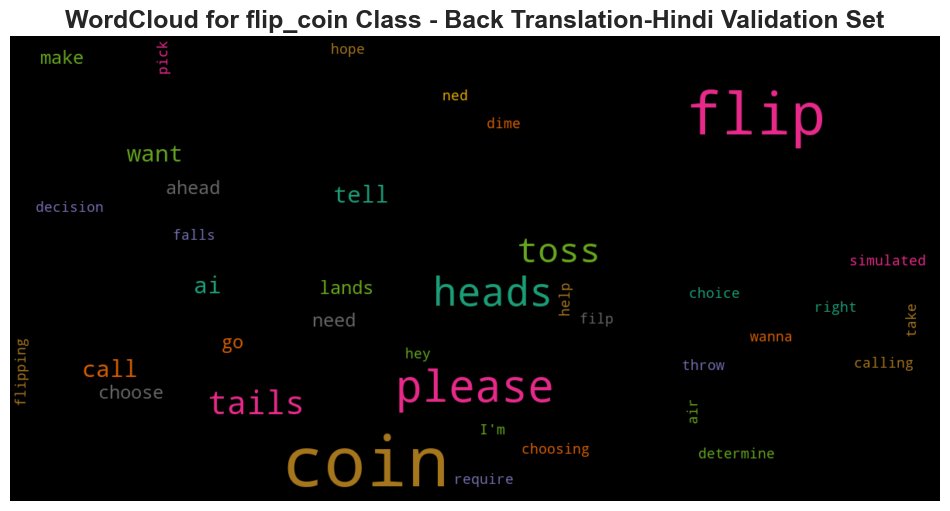 WordCloud for flip_coin Class - Back Translation-Hindi Validation Set
make
pick
hope
ned
dime
flip
want
ahead
tell
decision
falls
toss
simulated
ai
lands
heads
help
choice
need
filp
right
take
go
wanna
flipping
hey
call
throw
calling
choose
please
tails
air
I'm
coin
choosing
determine
require